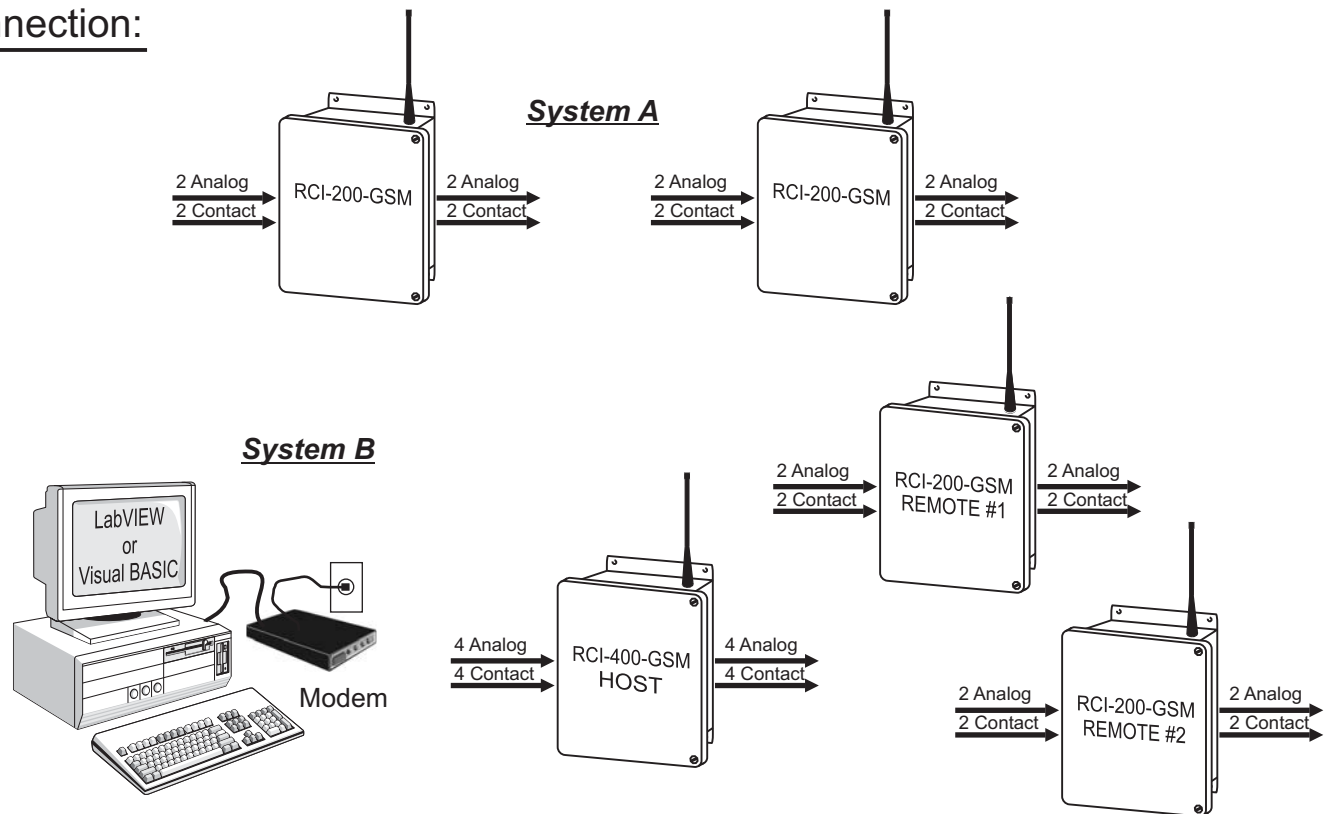 nnection:
System A
2 Analog
2 Contact
RCI-200-GSM
2 Analog
2 Contact
2 Analog
2 Contact
RCI-200-GSM
2 Analog
2 Contact
System B
LabVIEW
or
Visual BASIC
Modem
4 Analog
4 Contact
RCI-400-GSM
HOST
4 Analog
4 Contact
2 Analog
2 Contact
RCI-200-GSM
REMOTE #1
2 Analog
2 Contact
2 Analog
2 Contact
RCI-200-GSM
REMOTE #2
2 Analog
2 Contact